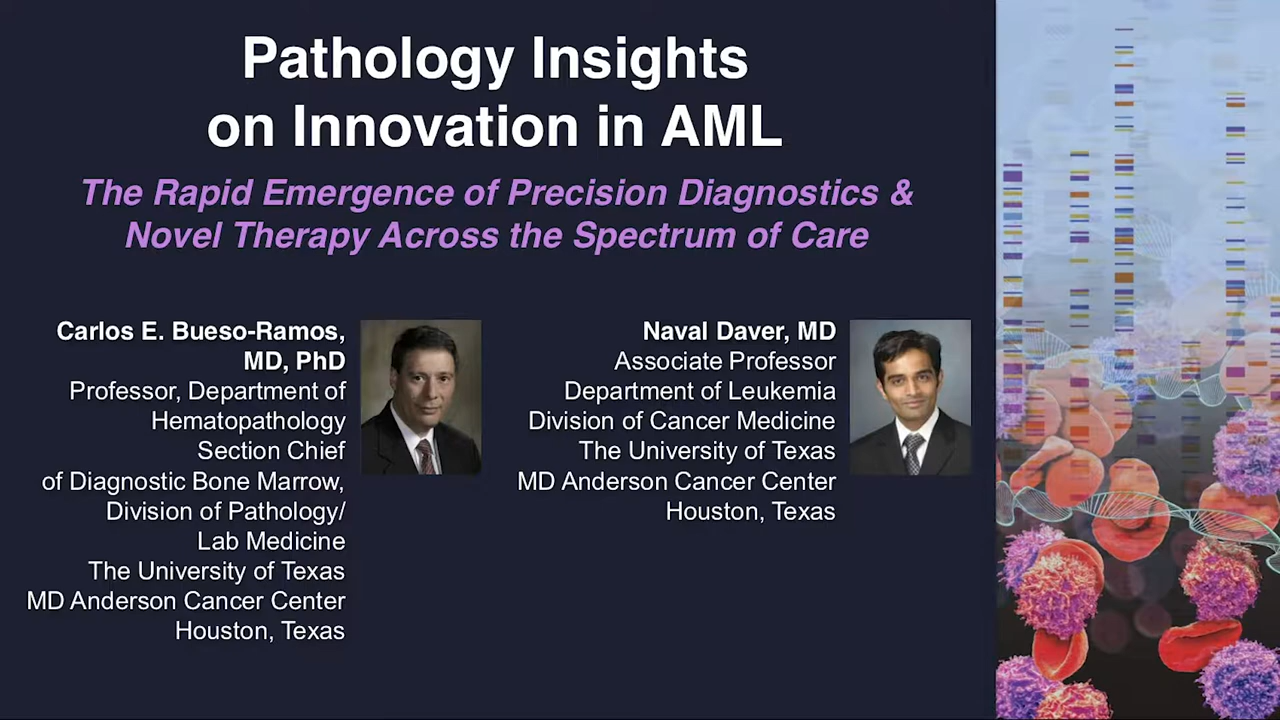 Pathology Insights
on Innovation in AML
The Rapid Emergence of Precision Diagnostics &
Novel Therapy Across the Spectrum of Care
Carlos E. Bueso-Ramos,
MD, PhD
Professor, Department of
Hematopathology
Section Chief
of Diagnostic Bone Marrow,
Division of Pathology/
Lab Medicine
The University of Texas
MD Anderson Cancer Center
Houston, Texas
Naval Daver, MD
Associate Professor
Department of Leukemia
Division of Cancer Medicine
The University of Texas
MD Anderson Cancer Center
Houston, Texas